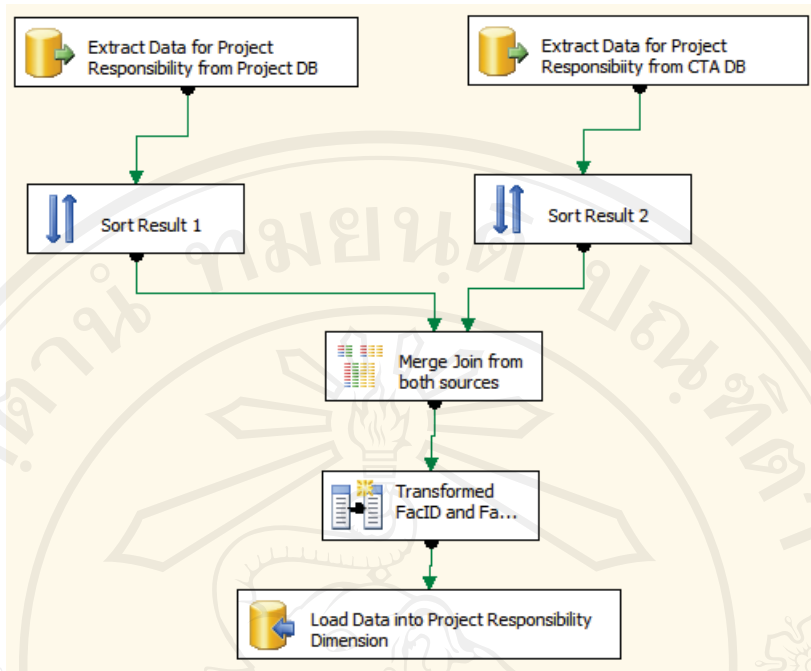 Extract Data for Project
Responsibility from Project DB
Extract Data for Project
Responsibiity from CTA DB
Sort Result 1
Sort Result 2
Merge Join from
both sources
Transformed
FacID and Fa...
Load Data into Project Responsibility
Dimension